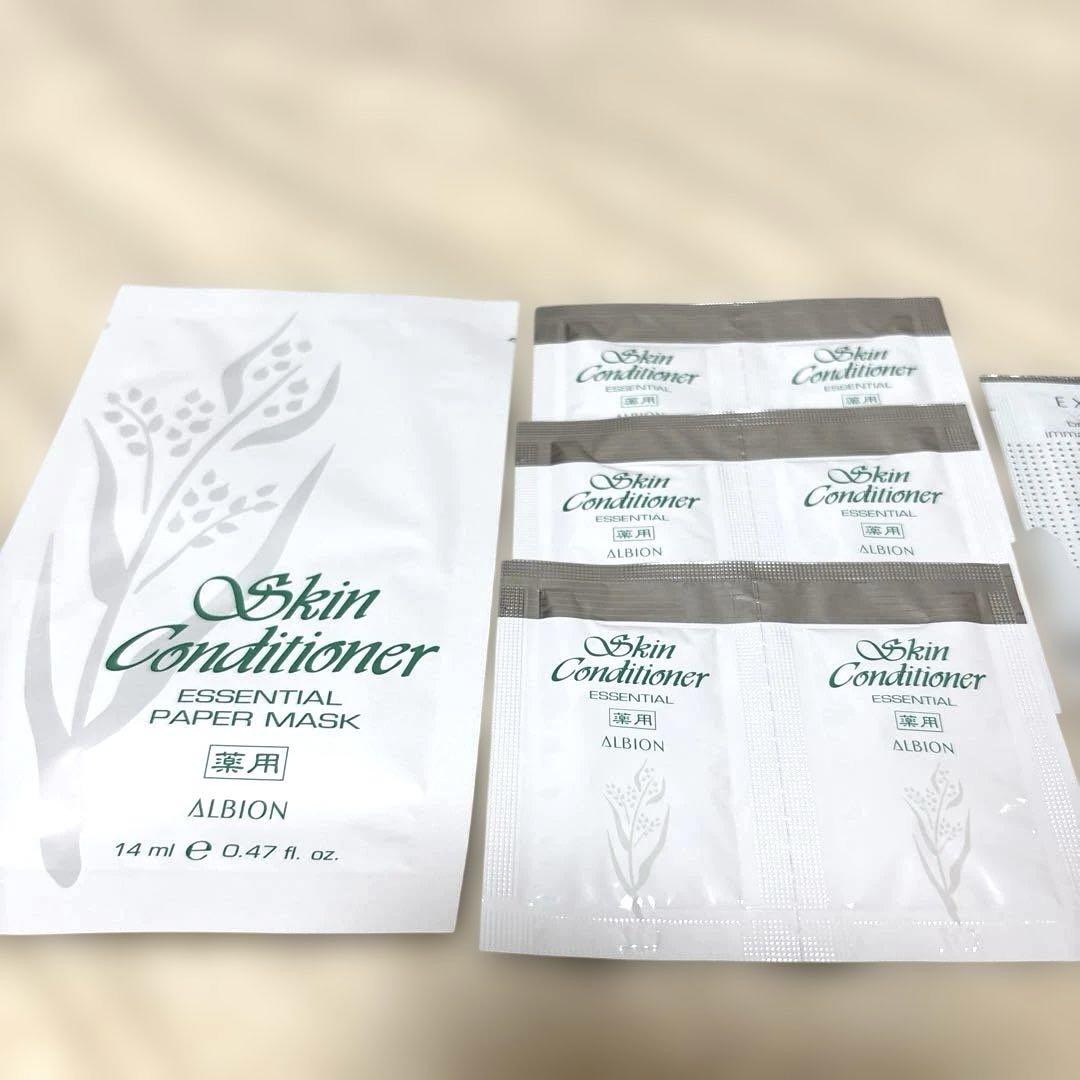 Skin
Conditioner
ESSENTIAL
PAPER MASK
薬用
ALBION
14 ml e 0.47 fl. oz.
Skin
Conditioner
ESSENTIAL
薬用
ALBION
Skin
Conditioner
ESSENTIAL
薬用
Skin
Conditioner
ESSENTIAL
薬用
ALBION
Skin
Conditioner
ESSENTIAL
薬用
ALBION
Skin
Conditioner
ESSENTIAL
薬用
ALBION
Skin
Conditioner
ESSENTIAL
薬用
ALBION